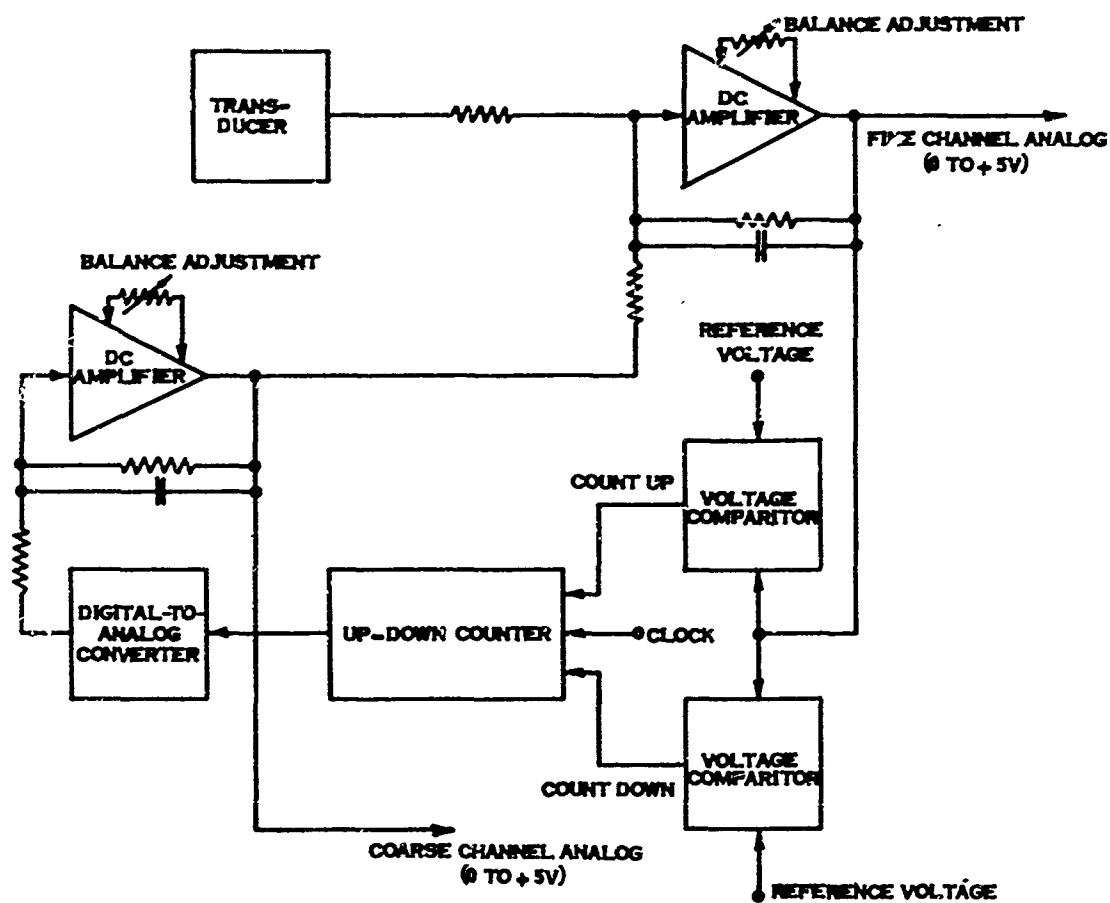 BALANCE ADJUSTMENT
TRANS-
DUCER
DC
AMPLIFIER
FINE CHANNEL ANALOG
(0 TO + 5V)
BALANCE ADJUSTMENT
DC
AMPLIFIER
REFERENCE
VOLTAGE
COUNT UP
VOLTAGE
COMPARITOR
DIGITAL-TO-
ANALOG
CONVERTER
UP-DOWN COUNTER
CLOCK
VOLTAGE
COMPARITOR
COUNT DOWN
COARSE CHANNEL ANALOG
(0 TO + 5V)
REFERENCE VOLTAGE